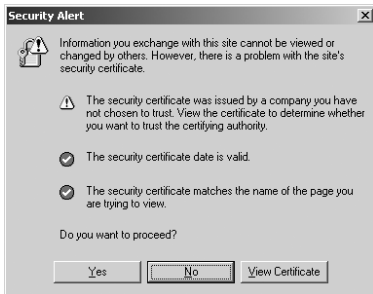 Security Alert
Information you exchange with this site cannot be viewed or
changed by others. However, there is a problem with the site's
security certificate.
The security certificate was issued by a company you have
not chosen to trust. View the certificate to determine whether
you want to trust the certifying authority.
The security certificate date is valid.
The security certificate matches the name of the page you
are trying to view.
Do you want to proceed?
Yes No View Certificate